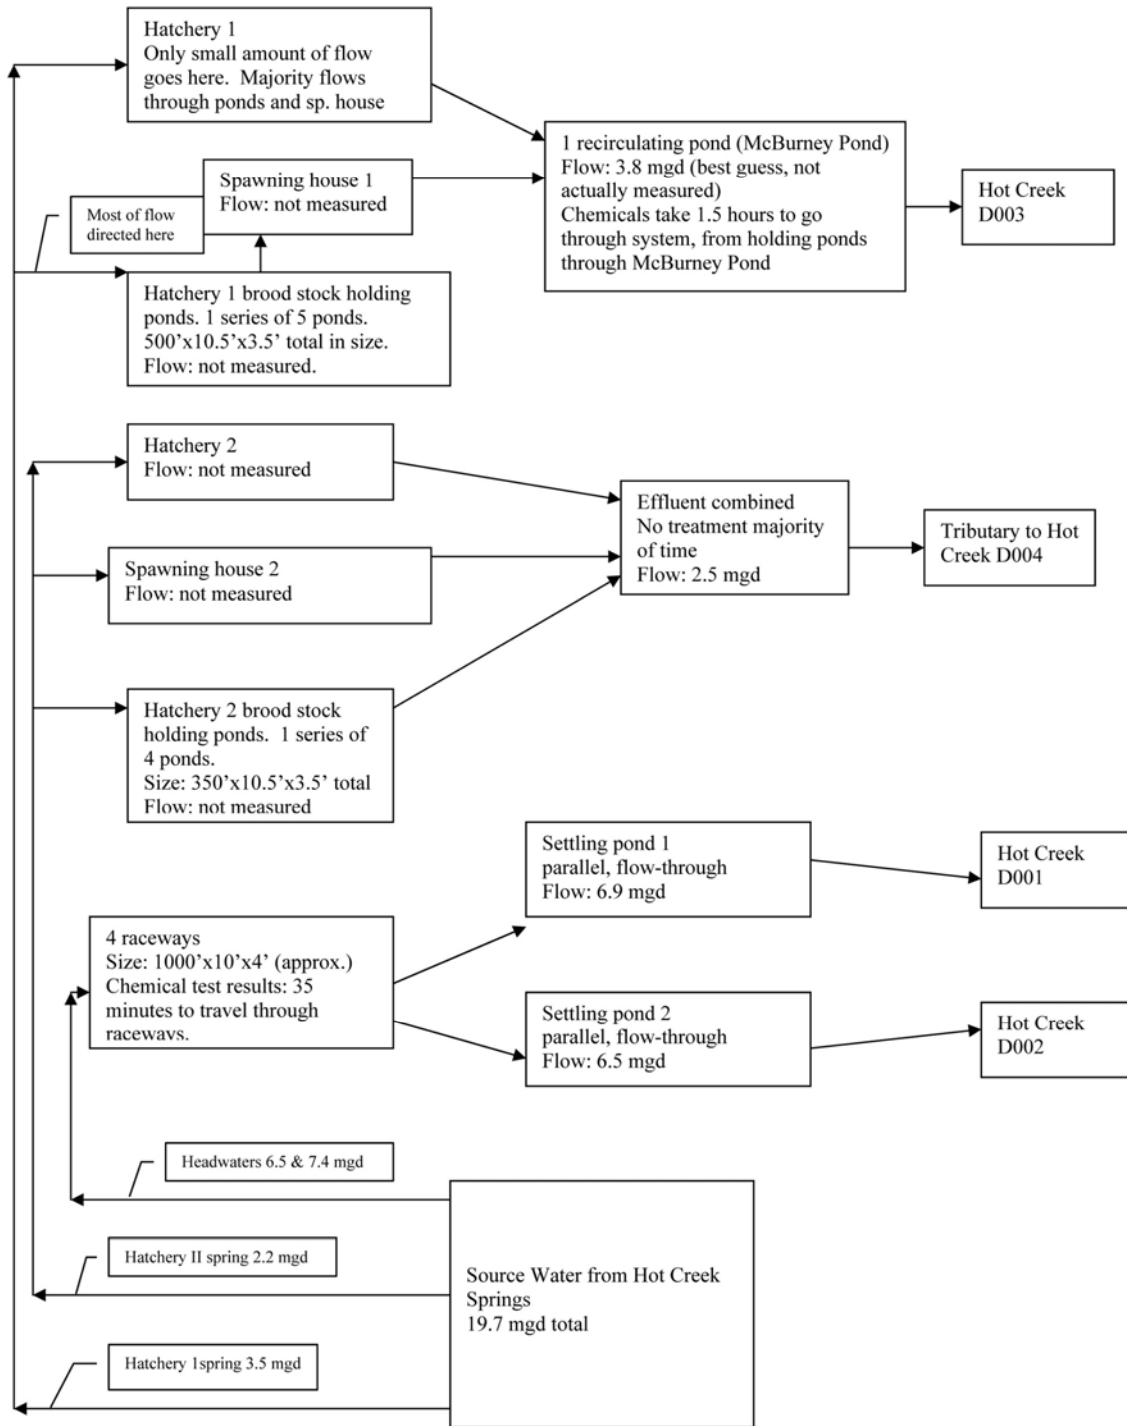 Hatchery 1
Only small amount of flow
goes here.  Majority flows
through ponds and sp. house
1 recirculating pond (McBurney Pond)
Flow: 3.8 mgd (best guess, not
actually measured)
Chemicals take 1.5 hours to go
through system, from holding ponds
through McBurney Pond
Hot Creek
D003
Spawning house 1
Flow: not measured
Most of flow
directed here
Hatchery 1 brood stock holding
ponds. 1 series of 5 ponds.
500’x10.5’x3.5’ total in size.
Flow: not measured.
Hatchery 2
Flow: not measured
Effluent combined
No treatment majority
of time
Flow: 2.5 mgd
Tributary to Hot
Creek D004
Spawning house 2
Flow: not measured
Hatchery 2 brood stock
holding ponds.  1 series of
4 ponds.
Size: 350’x10.5’x3.5’ total
Flow: not measured
Settling pond 1
parallel, flow-through
Flow: 6.9 mgd
Hot Creek
D001
4 raceways
Size: 1000’x10’x4’ (approx.)
Chemical test results: 35
minutes to travel through
raceways.
Settling pond 2
parallel, flow-through
Flow: 6.5 mgd
Hot Creek
D002
Headwaters 6.5 & 7.4 mgd
Hatchery II spring 2.2 mgd
Source Water from Hot Creek
Springs
19.7 mgd total
Hatchery 1spring 3.5 mgd